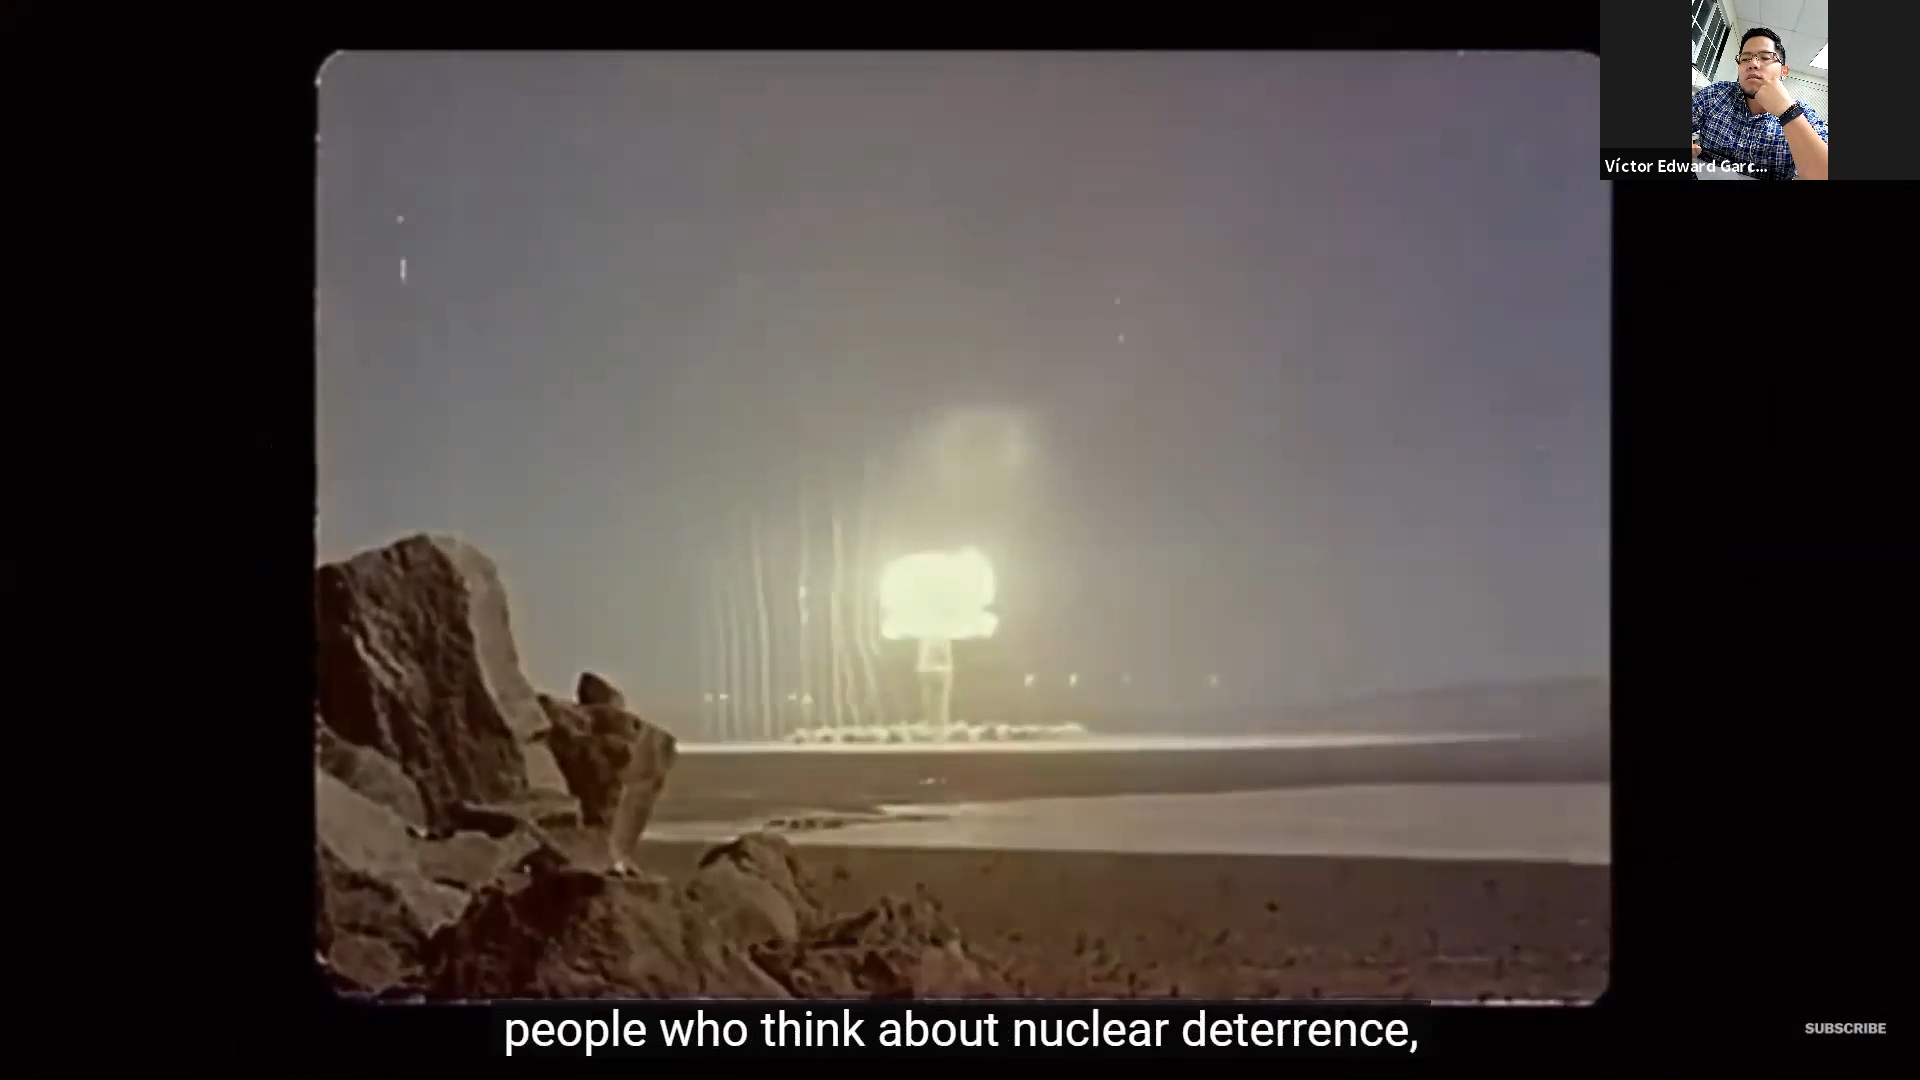 Víctor Edward Garc...
people who think about nuclear deterrence,
SUBSCRIBE